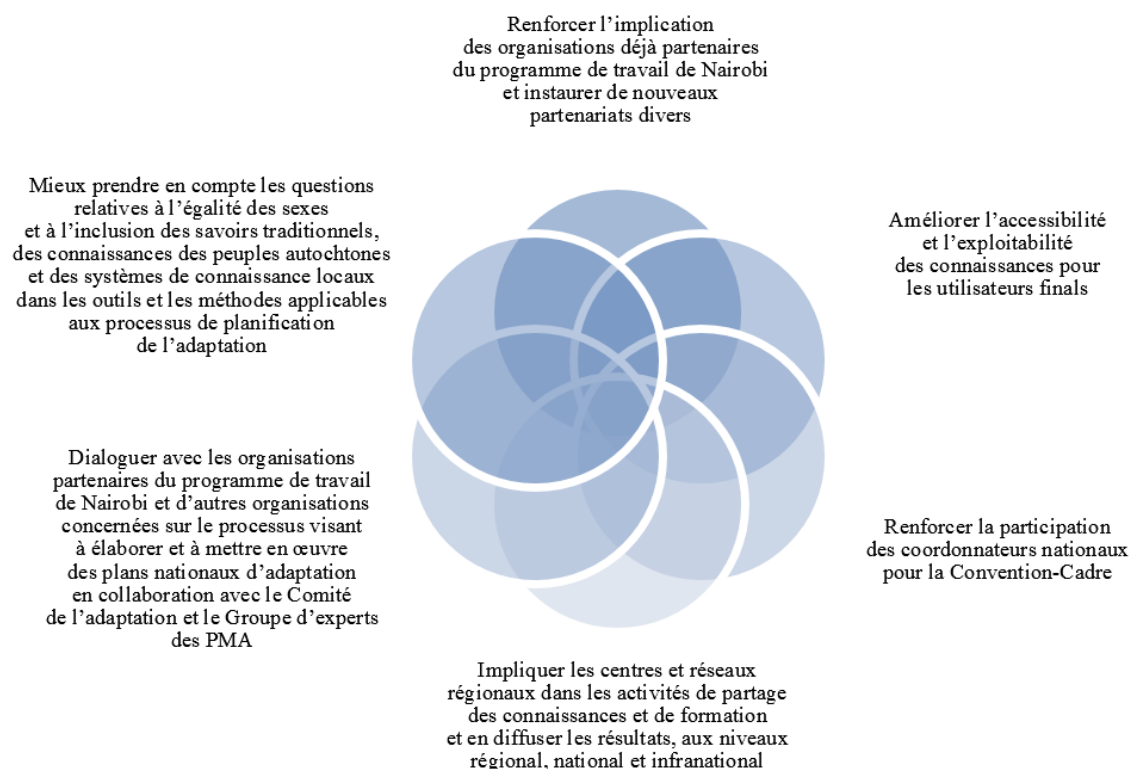 Renforcer l’implication
des organisations déjà partenaires
du programme de travail de Nairobi
et instaurer de nouveaux
partenariats divers
Améliorer l’accessibilité
et l’exploitabilité
des connaissances pour
les utilisateurs finals
Renforcer la participation
des coordonnateurs nationaux
pour la Convention-Cadre
Impliquer les centres et réseaux
régionaux dans les activités de partage
des connaissances et de formation
et en diffuser les résultats, aux niveaux
régional, national et infranational
Dialoguer avec les organisations
partenaires du programme de travail
de Nairobi et d’autres organisations
concernées sur le processus visant
à élaborer et à mettre en œuvre
des plans nationaux d’adaptation
en collaboration avec le Comité
de l’adaptation et le Groupe d’experts
des PMA
Mieux prendre en compte les questions
relatives à l’égalité des sexes
et à l’inclusion des savoirs traditionnels,
des connaissances des peuples autochtones
et des systèmes de connaissance locaux
dans les outils et les méthodes applicables
aux processus de planification
de l’adaptation